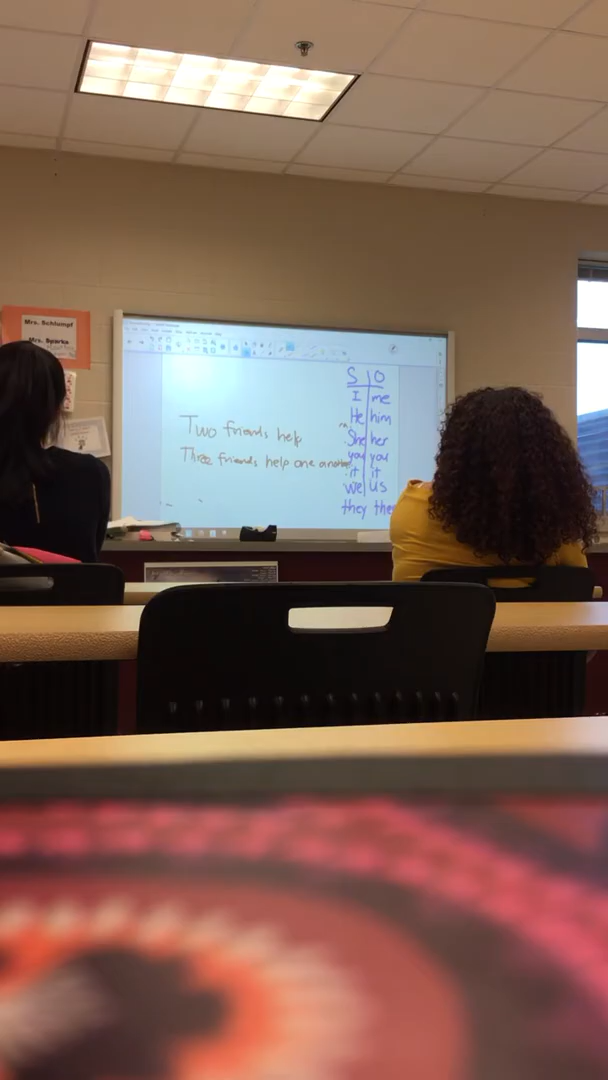 Mrs. Schlumpf
Mrs. Sparks
Two friends help
Three friends help one another
S O
I me
He him
She her
you you
it it
we us
they the